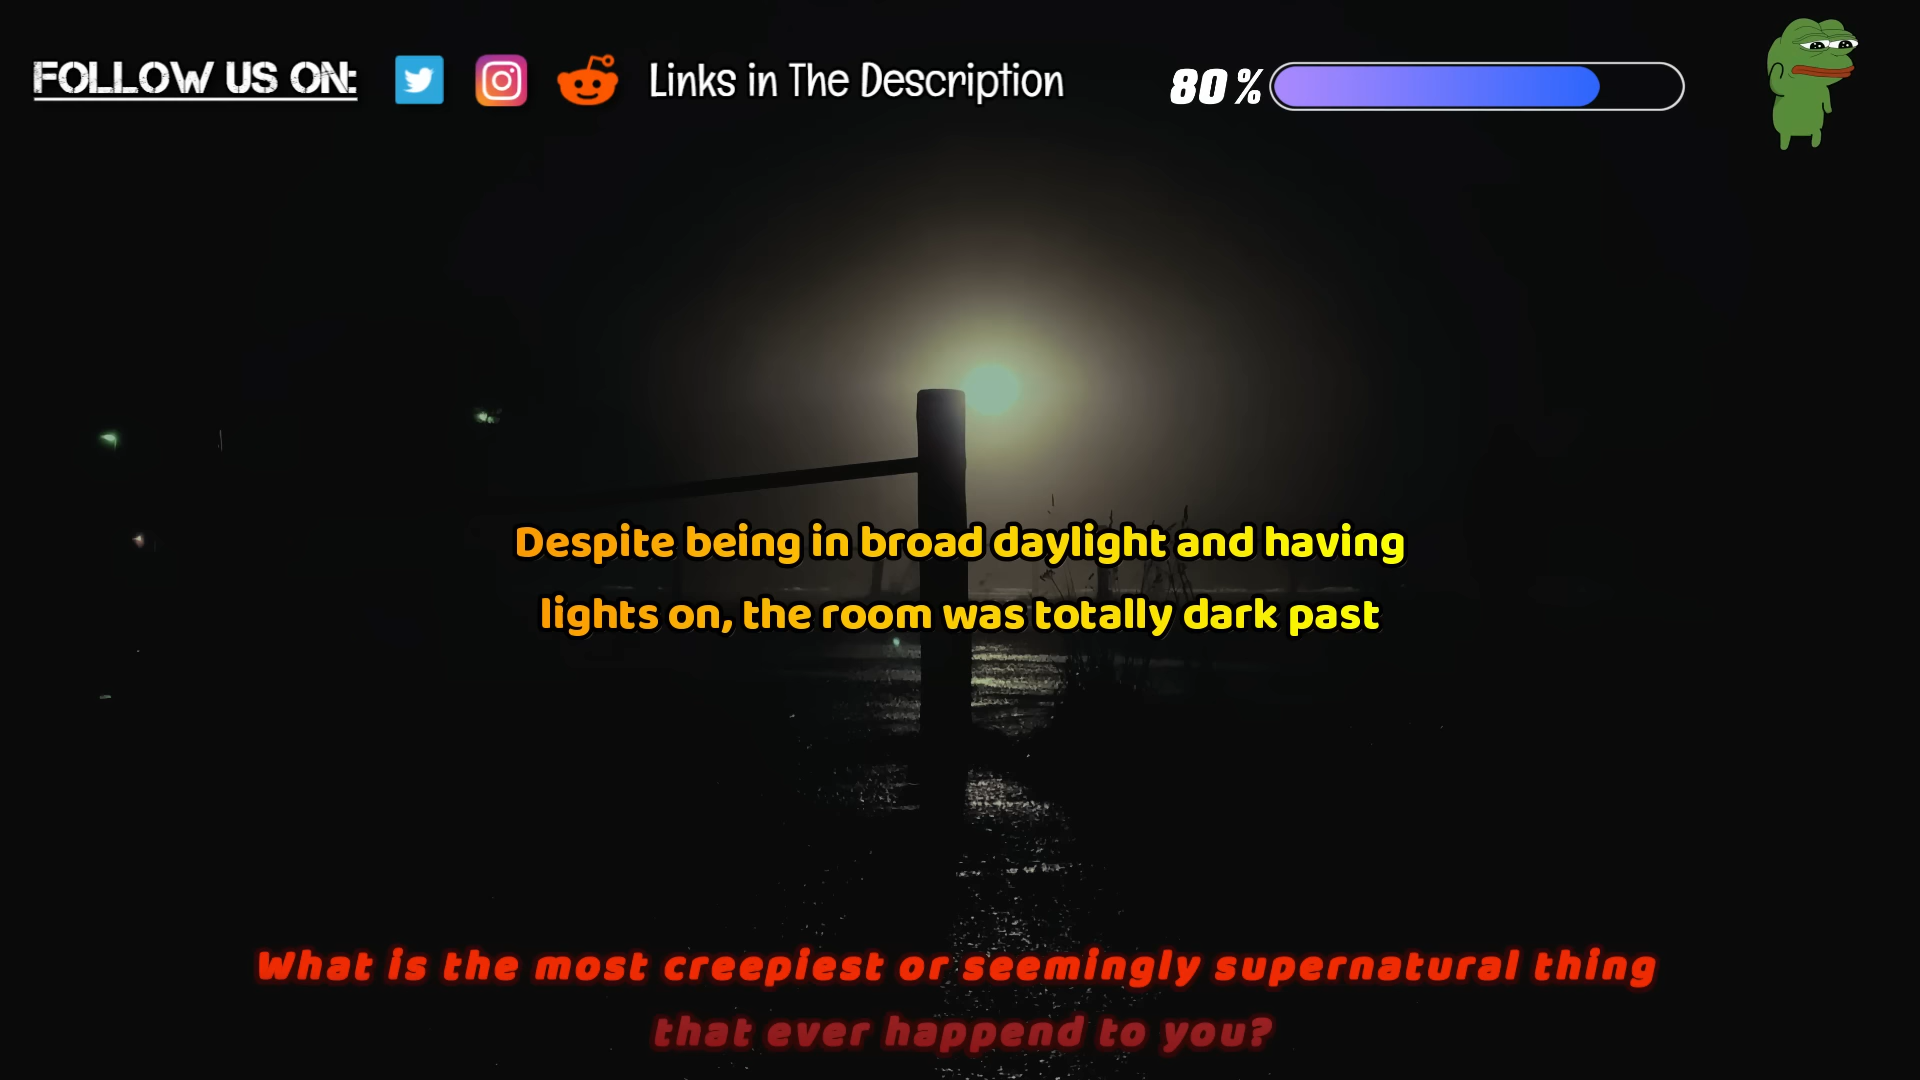 FOLLOW US ON:
Links in The Description
80%
Despite being in broad daylight and having
lights on, the room was totally dark past
What is the most creepiest or seemingly supernatural thing
that ever happend to you?